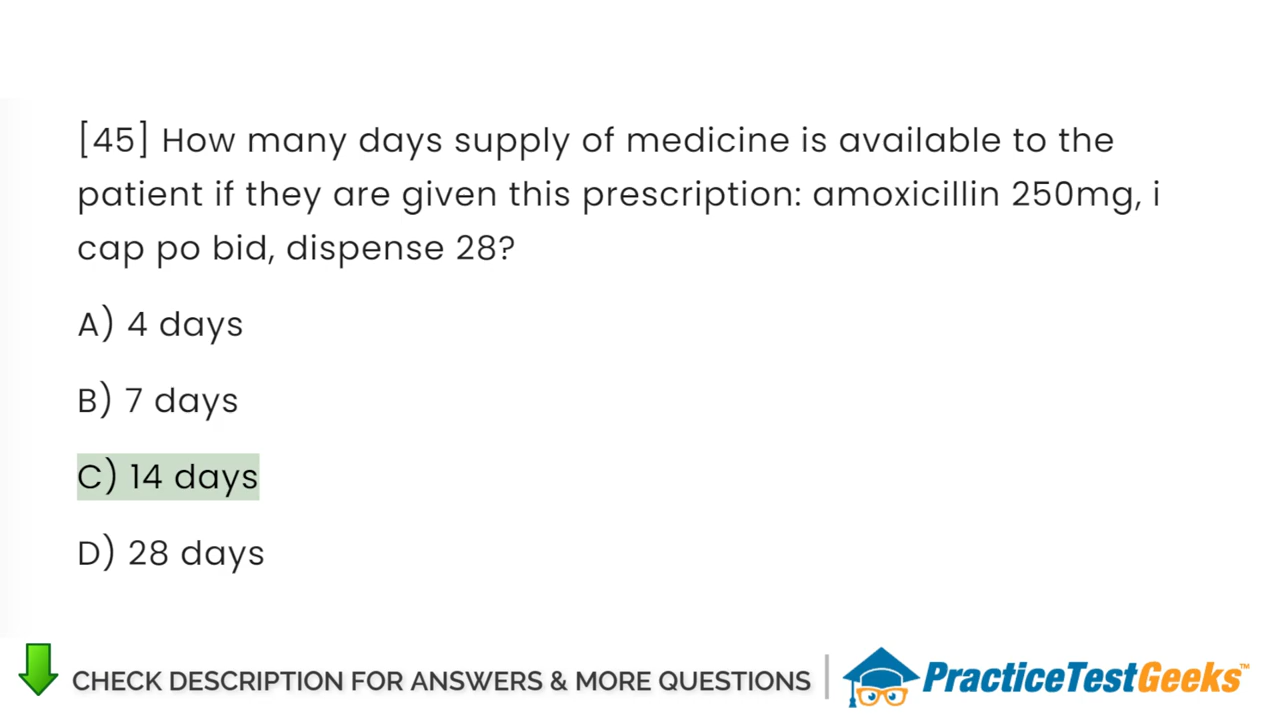 [45] How many days supply of medicine is available to the
patient if they are given this prescription: amoxicillin 250mg, i
cap po bid, dispense 28?
A) 4 days
B) 7 days
C) 14 days
D) 28 days
CHECK DESCRIPTION FOR ANSWERS & MORE QUESTIONS
PracticeTestGeeks™